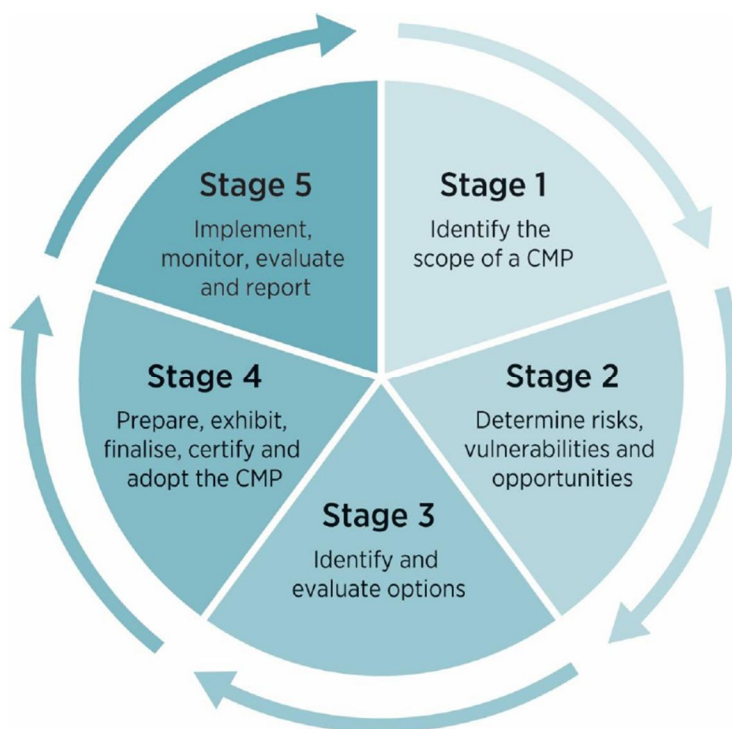 Stage 1
Identify the
scope of a CMP
Stage 2
Determine risks,
vulnerabilities and
opportunities
Stage 3
Identify and
evaluate options
Stage 4
Prepare, exhibit,
finalise, certify and
adopt the CMP
Stage 5
Implement,
monitor, evaluate
and report